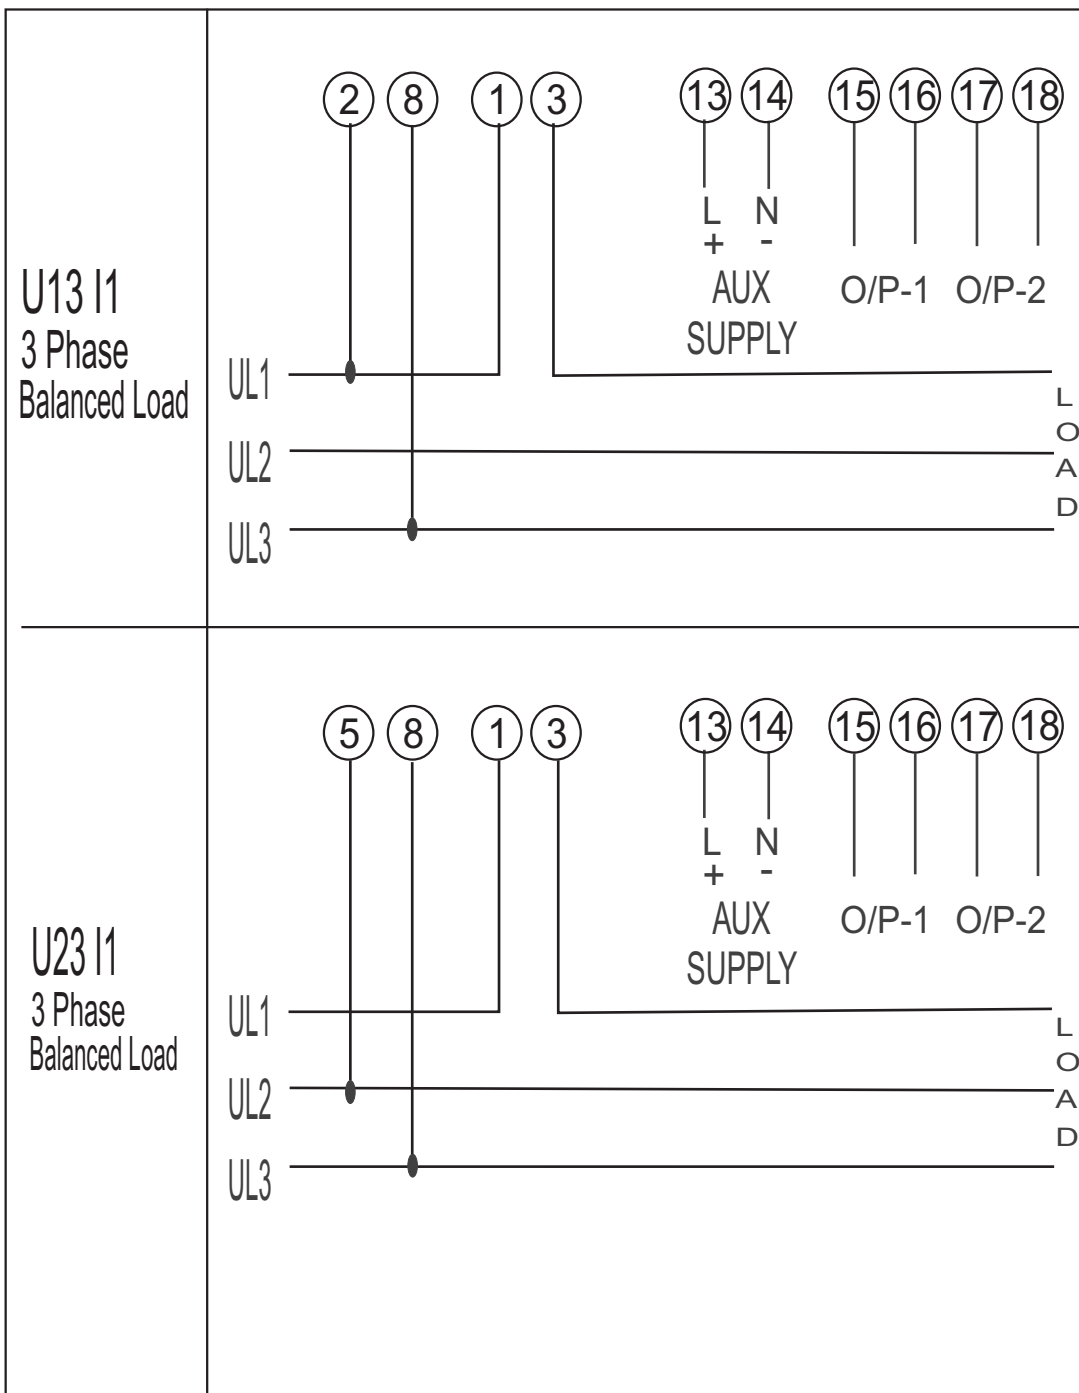 2 8 1 3 13 14 15 16 17 18
L N
+ -
AUX
SUPPLY
O/P-1 O/P-2
U13 I1
3 Phase
Balanced Load
UL1
UL2
UL3
L
O
A
D
5 8 1 3 13 14 15 16 17 18
L N
+ -
AUX
SUPPLY
O/P-1 O/P-2
U23 I1
3 Phase
Balanced Load
UL1
UL2
UL3
L
O
A
D